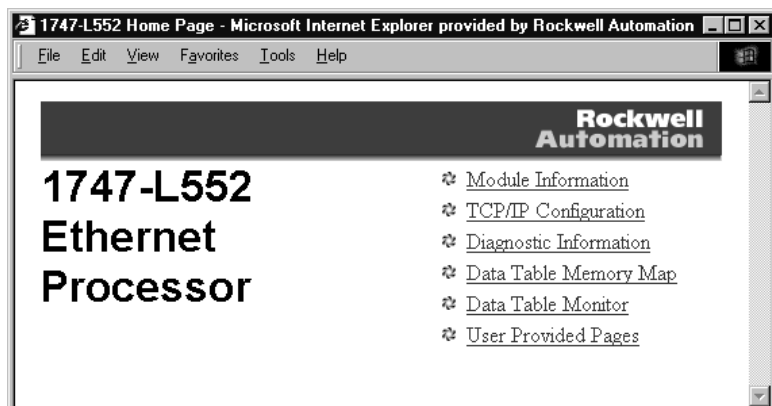 1747-L552 Home Page - Microsoft Internet Explorer provided by Rockwell Automation
File Edit View Favorites Tools Help
Rockwell
Automation
1747-L552
Ethernet
Processor
Module Information
TCP/IP Configuration
Diagnostic Information
Data Table Memory Map
Data Table Monitor
User Provided Pages